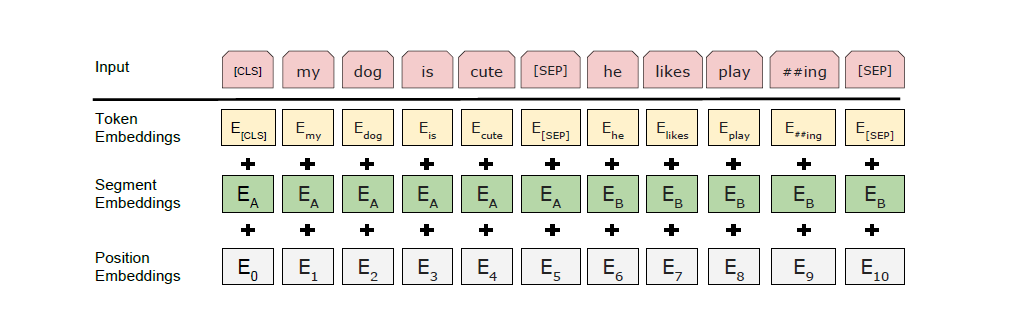 Input [CLS] my dog is cute [SEP] he likes play ##ing [SEP]
Token Embeddings E[CLS] Emy Edog Eis Ecute E[SEP] Ehe Elikes Eplay E##ing E[SEP]
+ + + + + + + + + + +
Segment Embeddings EA EA EA EA EA EA EB EB EB EB EB
+ + + + + + + + + + +
Position Embeddings E0 E1 E2 E3 E4 E5 E6 E7 E8 E9 E10